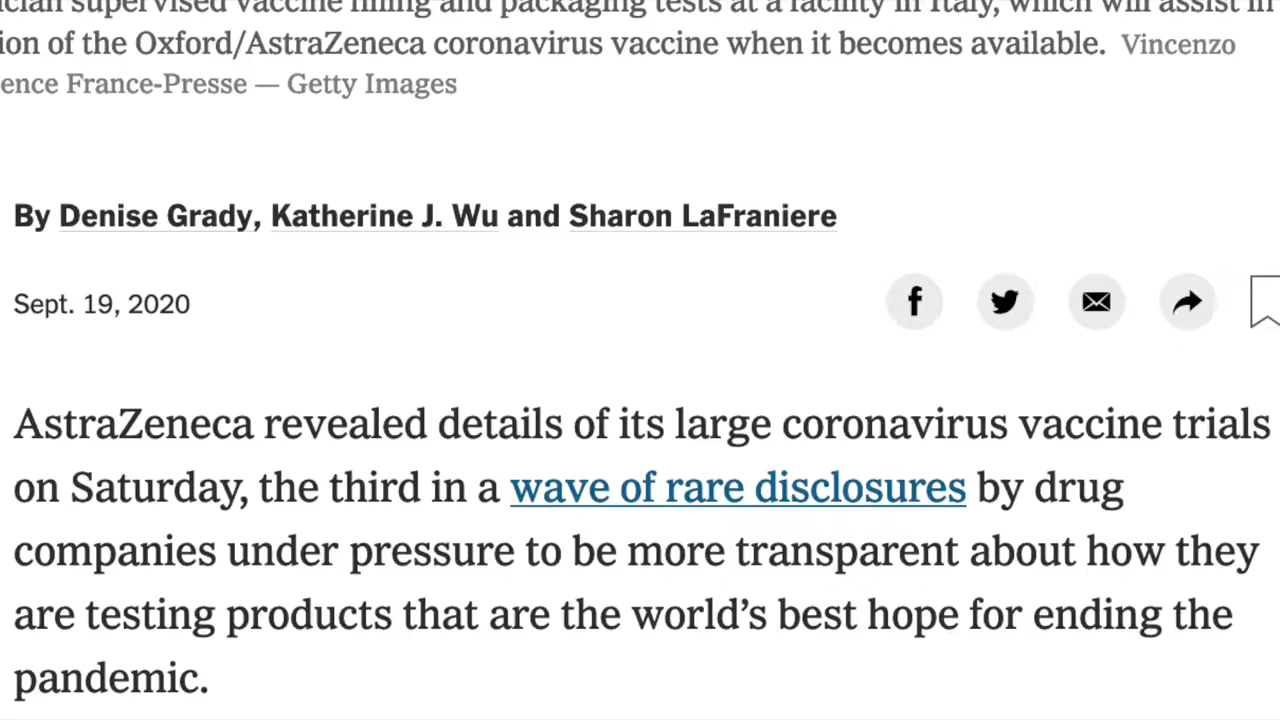 supervised vaccine filling and packaging tests at a facility in Italy, which will assist in
of the Oxford/AstraZeneca coronavirus vaccine when it becomes available. Vincenzo
France-Presse — Getty Images
By Denise Grady, Katherine J. Wu and Sharon LaFraniere
Sept. 19, 2020
AstraZeneca revealed details of its large coronavirus vaccine trials
on Saturday, the third in a wave of rare disclosures by drug
companies under pressure to be more transparent about how they
are testing products that are the world’s best hope for ending the
pandemic.